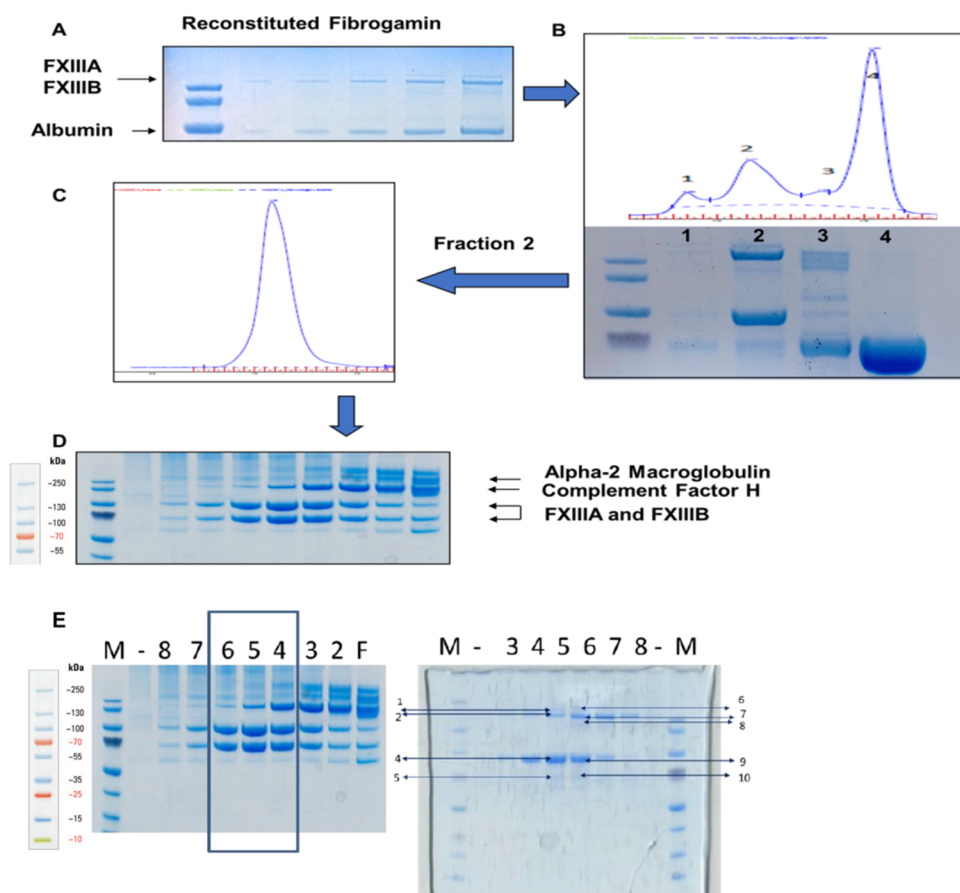 A
Reconstituted Fibrogamin
FXIIIA
FXIIIB
Albumin
B
1
2
3
4
1 2 3 4
C
Fraction 2
D
kDa
~250
~130
~100
~70
~55
Alpha-2 Macroglobulin
Complement Factor H
FXIIIA and FXIIIB
E
M - 8 7 6 5 4 3 2 F
kDa
~250
~130
~100
~70
~55
~35
~25
~15
~10
M - 3 4 5 6 7 8 - M
1
2
4
5
6
7
8
9
10